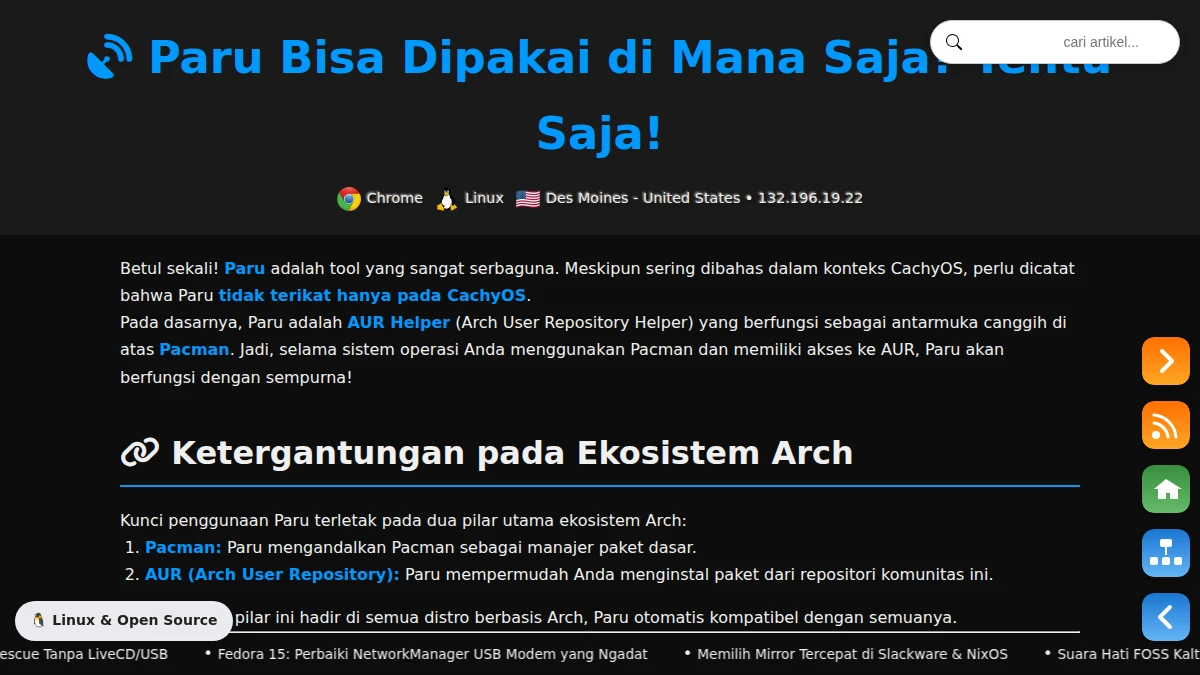 Paru Bisa Dipakai di Mana Saja?
Saja!
cari artikel...
Chrome Linux Des Moines - United States • 132.196.19.22
Betul sekali! Paru adalah tool yang sangat serbaguna. Meskipun sering dibahas dalam konteks CachyOS, perlu dicatat
bahwa Paru tidak terikat hanya pada CachyOS.
Pada dasarnya, Paru adalah AUR Helper (Arch User Repository Helper) yang berfungsi sebagai antarmuka canggih di
atas Pacman. Jadi, selama sistem operasi Anda menggunakan Pacman dan memiliki akses ke AUR, Paru akan
berfungsi dengan sempurna!
Ketergantungan pada Ekosistem Arch
Kunci penggunaan Paru terletak pada dua pilar utama ekosistem Arch:
1. Pacman: Paru mengandalkan Pacman sebagai manajer paket dasar.
2. AUR (Arch User Repository): Paru mempermudah Anda menginstal paket dari repositori komunitas ini.
pilar ini hadir di semua distro berbasis Arch, Paru otomatis kompatibel dengan semuanya.
Linux & Open Source
escue Tanpa LiveCD/USB • Fedora 15: Perbaiki NetworkManager USB Modem yang Ngadat • Memilih Mirror Tercepat di Slackware & NixOS • Suara Hati FOSS Kalt